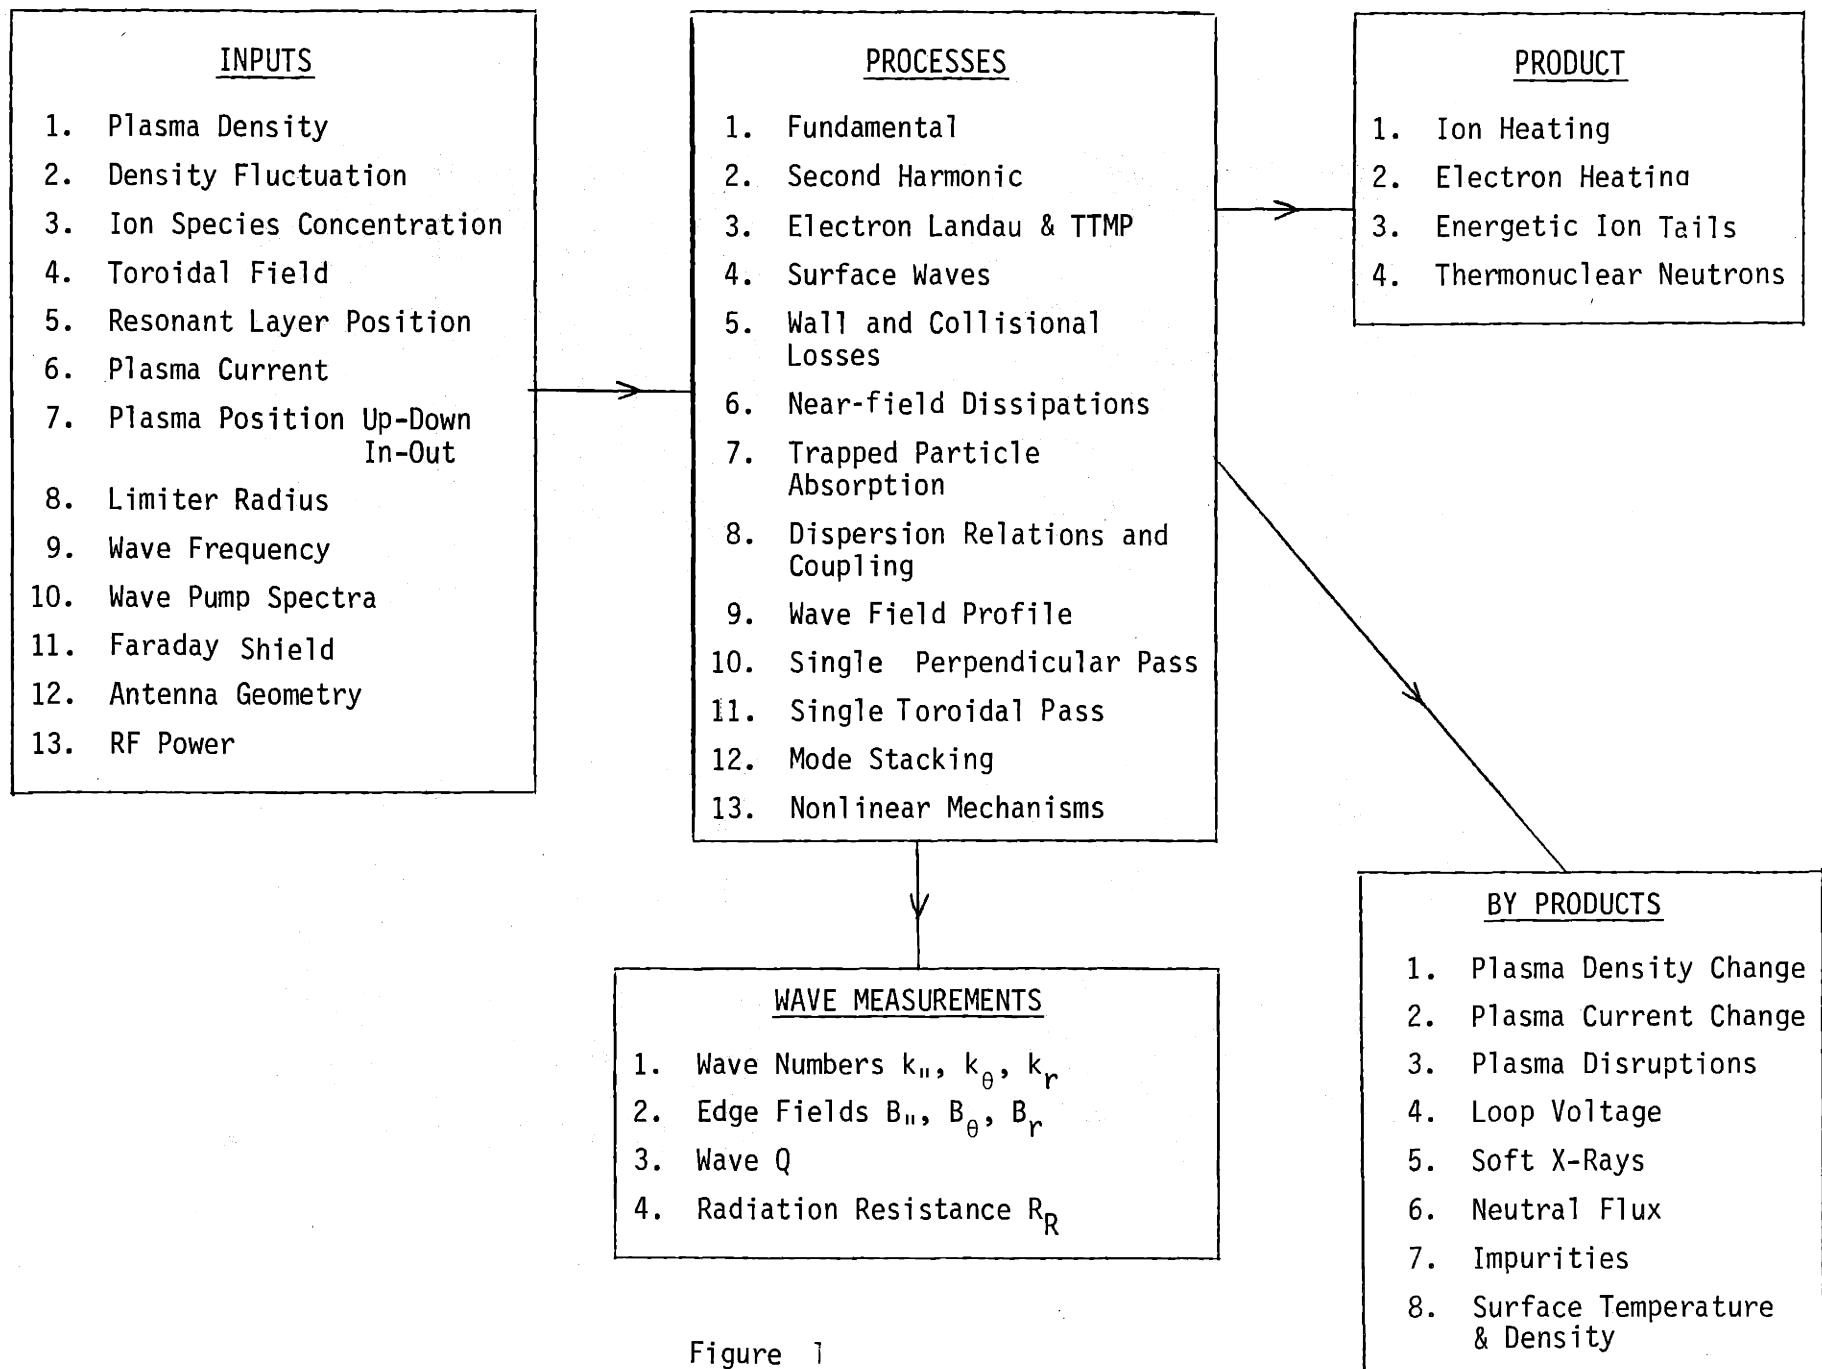 INPUTS
1. Plasma Density
2. Density Fluctuation
3. Ion Species Concentration
4. Toroidal Field
5. Resonant Layer Position
6. Plasma Current
7. Plasma Position Up-Down
In-Out
8. Limiter Radius
9. Wave Frequency
10. Wave Pump Spectra
11. Faraday Shield
12. Antenna Geometry
13. RF Power
PROCESSES
1. Fundamental
2. Second Harmonic
3. Electron Landau & TTMP
4. Surface Waves
5. Wall and Collisional
Losses
6. Near-field Dissipations
7. Trapped Particle
Absorption
8. Dispersion Relations and
Coupling
9. Wave Field Profile
10. Single Perpendicular Pass
11. Single Toroidal Pass
12. Mode Stacking
13. Nonlinear Mechanisms
PRODUCT
1. Ion Heating
2. Electron Heating
3. Energetic Ion Tails
4. Thermonuclear Neutrons
WAVE MEASUREMENTS
1. Wave Numbers k_{||}, k_θ, k_r
2. Edge Fields B_{||}, B_θ, B_r
3. Wave Q
4. Radiation Resistance R_R
BY PRODUCTS
1. Plasma Density Change
2. Plasma Current Change
3. Plasma Disruptions
4. Loop Voltage
5. Soft X-Rays
6. Neutral Flux
7. Impurities
8. Surface Temperature
& Density
Figure 1